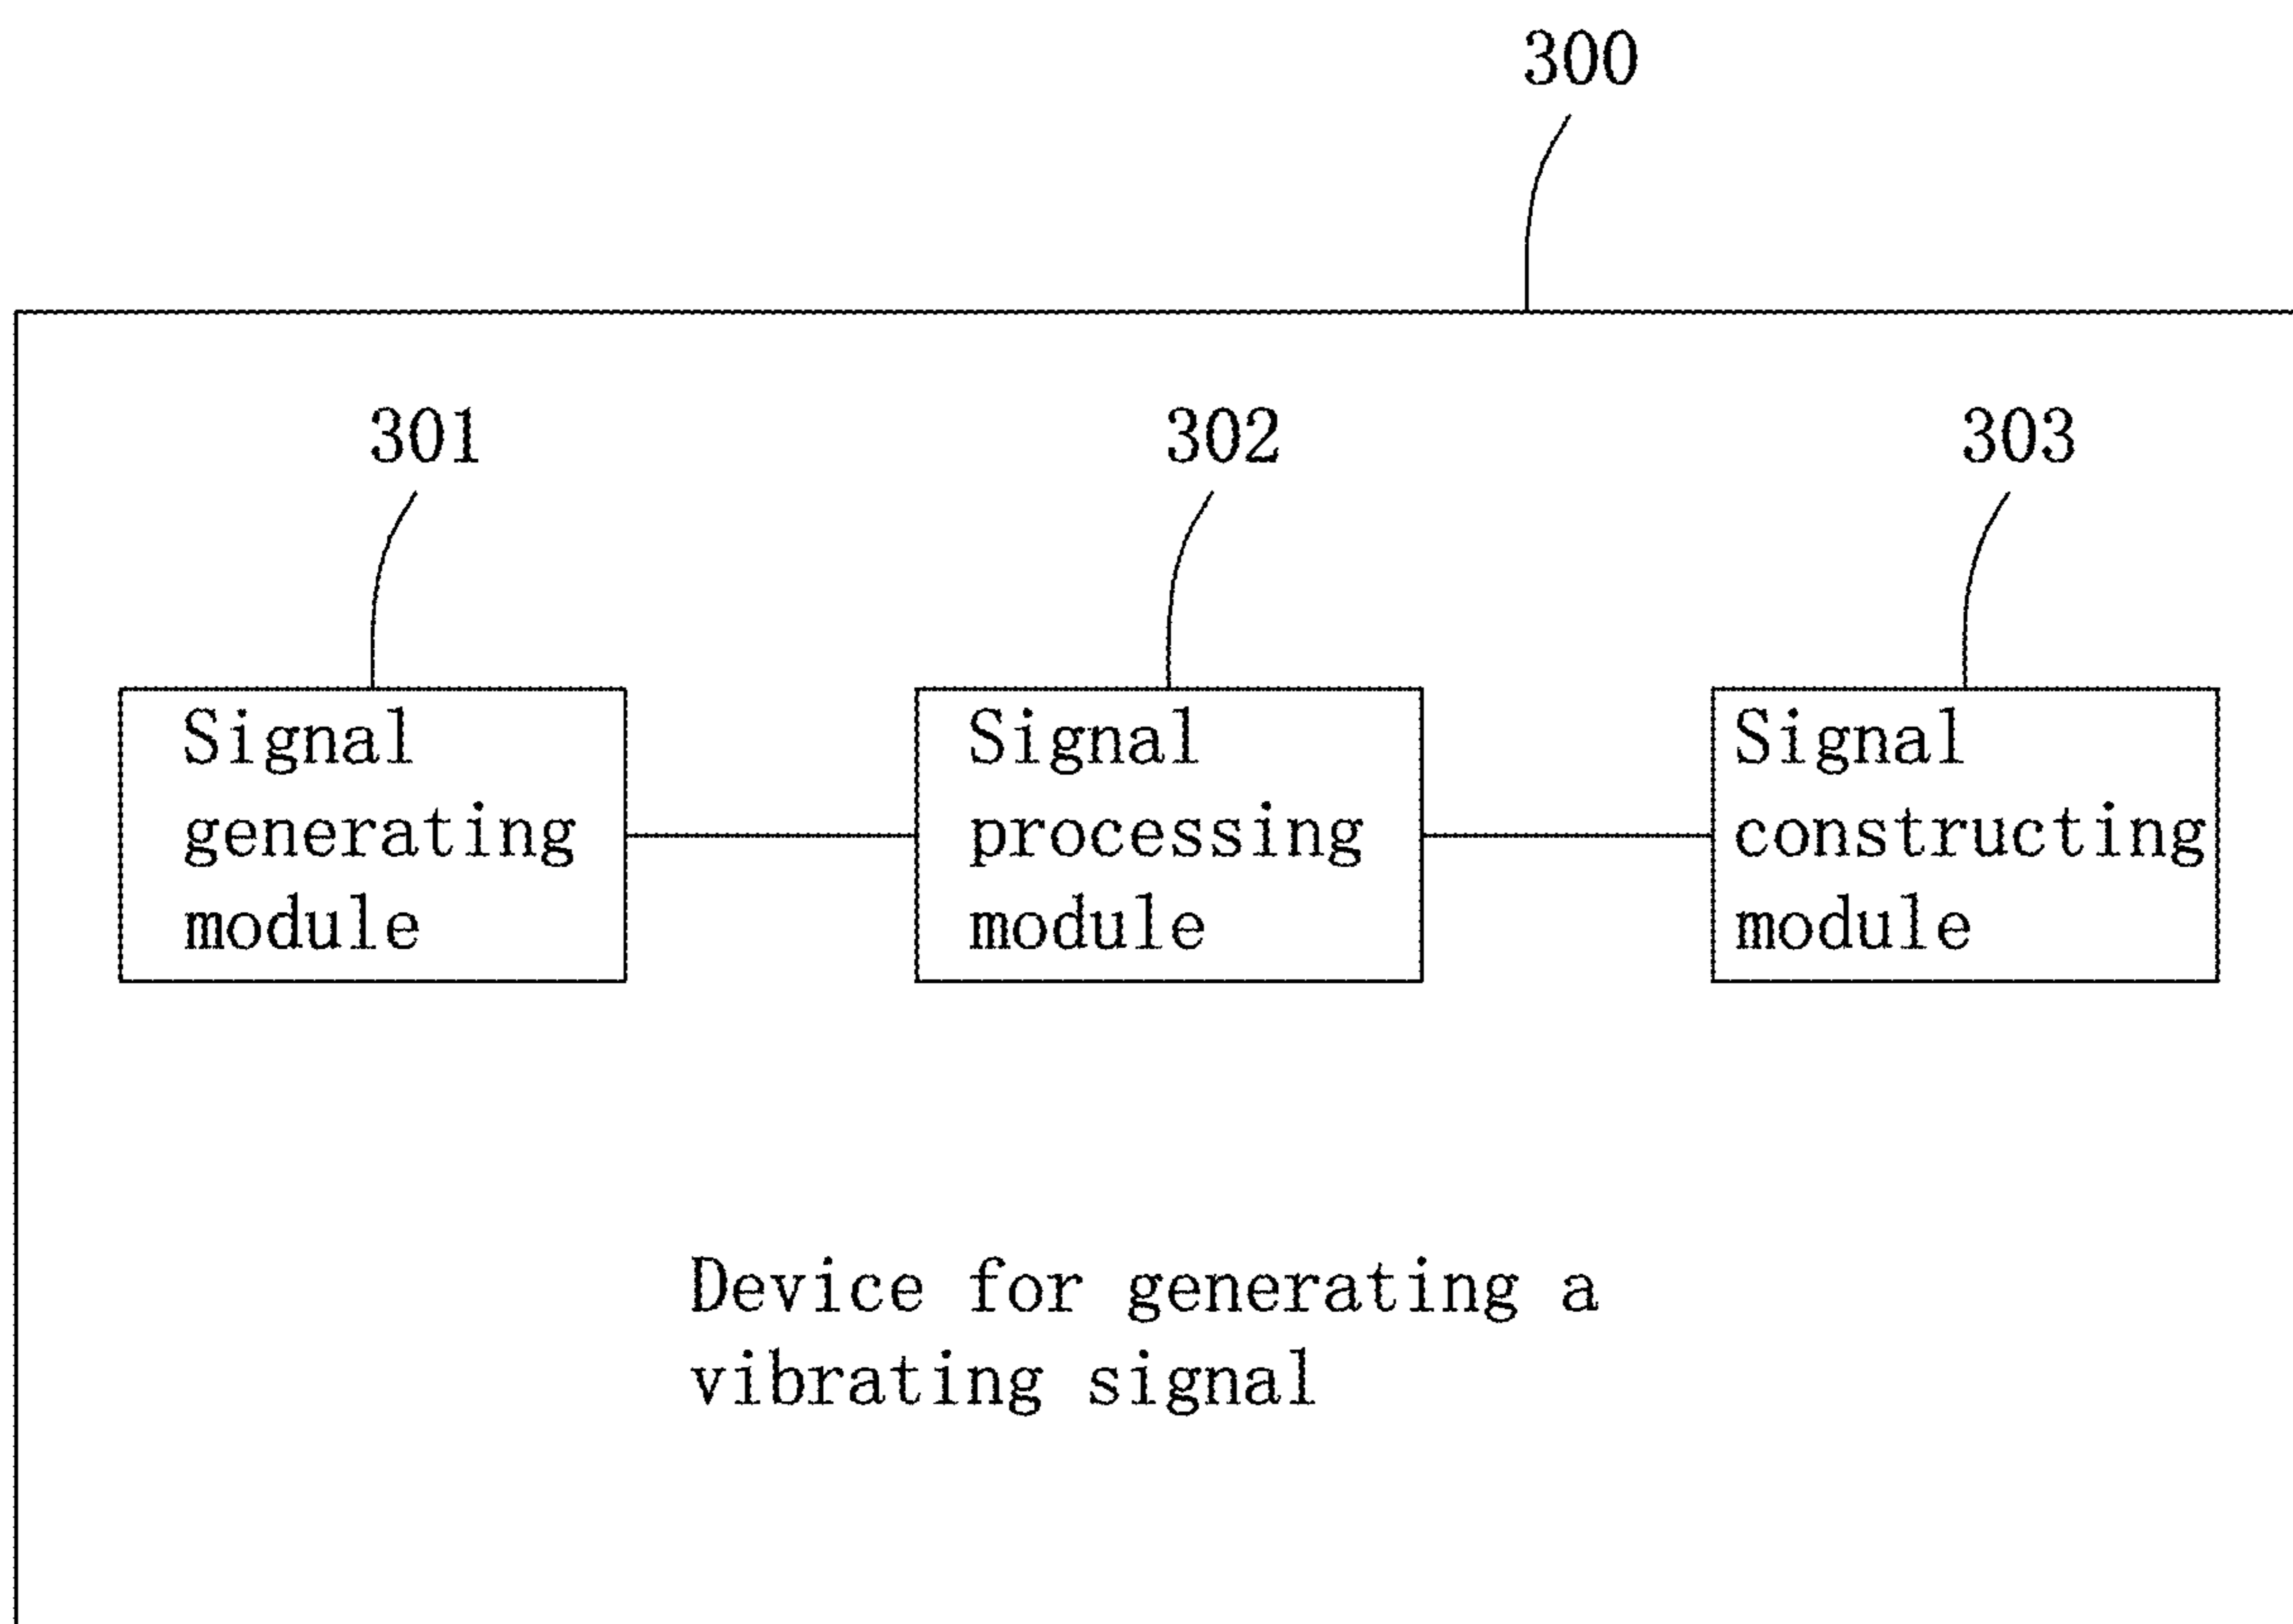 300
301
302
303
Signal
generating
module
Signal
processing
module
Signal
constructing
module
Device for generating a
vibrating signal